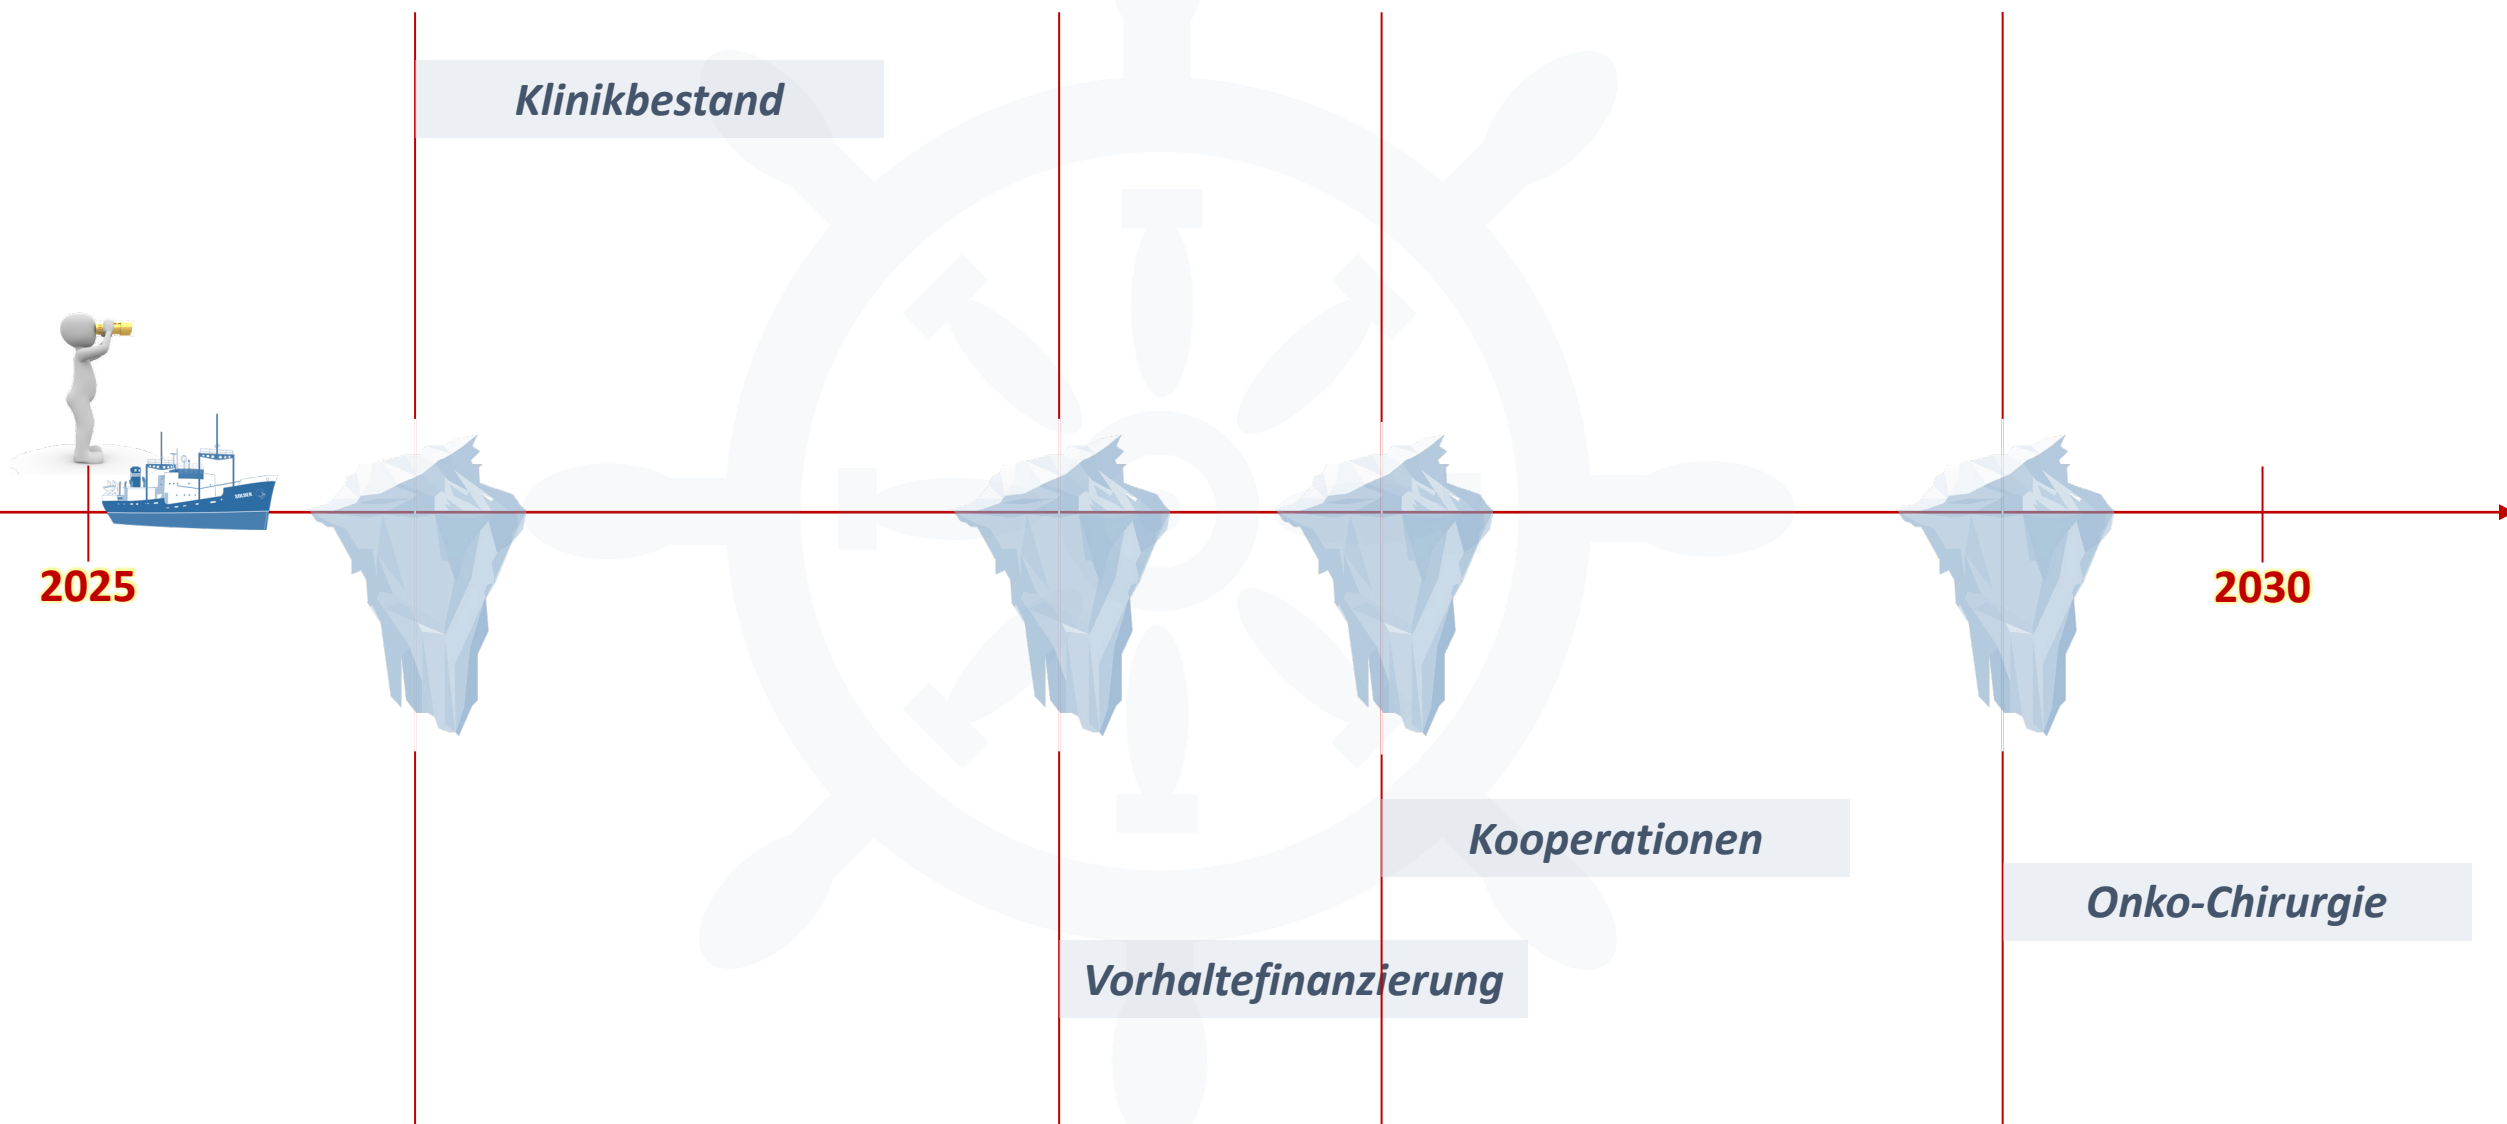 Klinikbestand
2025
2030
Kooperationen
Onko-Chirurgie
Vorhaltefinanzierung